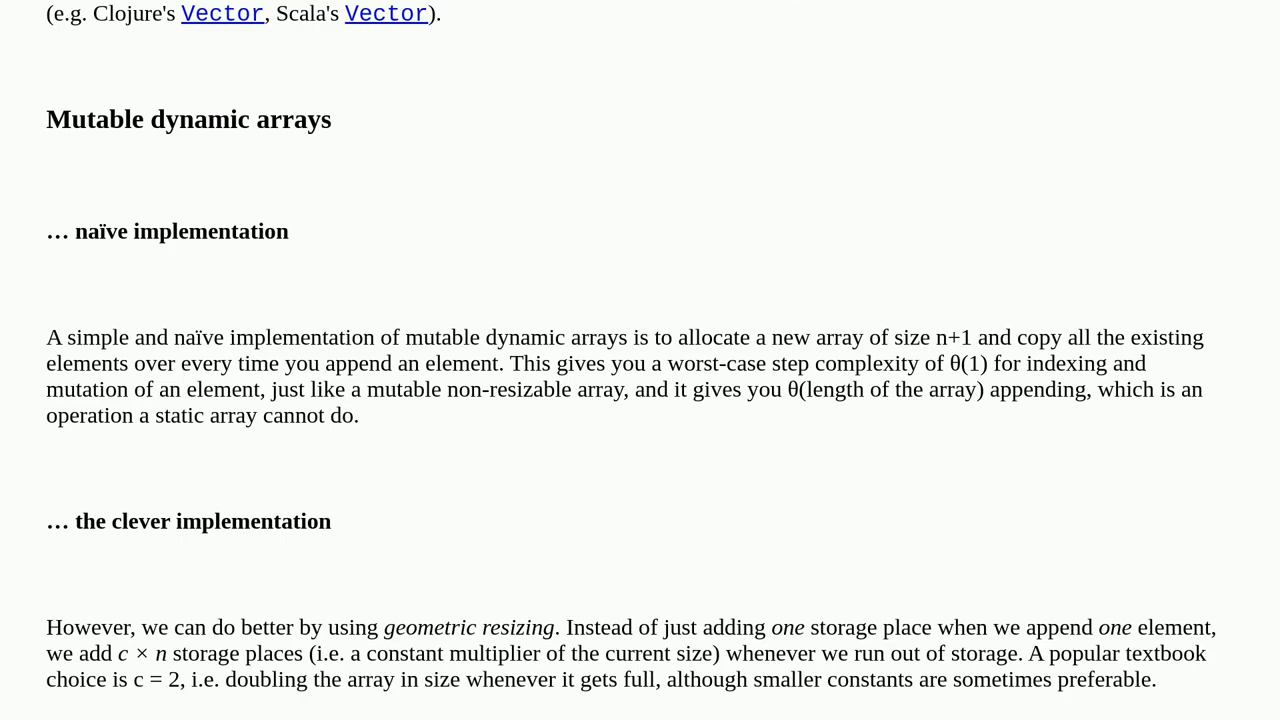 (e.g. Clojure's Vector, Scala's Vector).
Mutable dynamic arrays
… naïve implementation
A simple and naïve implementation of mutable dynamic arrays is to allocate a new array of size n+1 and copy all the existing
elements over every time you append an element. This gives you a worst-case step complexity of θ(1) for indexing and
mutation of an element, just like a mutable non-resizable array, and it gives you θ(length of the array) appending, which is an
operation a static array cannot do.
… the clever implementation
However, we can do better by using geometric resizing. Instead of just adding one storage place when we append one element,
we add c × n storage places (i.e. a constant multiplier of the current size) whenever we run out of storage. A popular textbook
choice is c = 2, i.e. doubling the array in size whenever it gets full, although smaller constants are sometimes preferable.